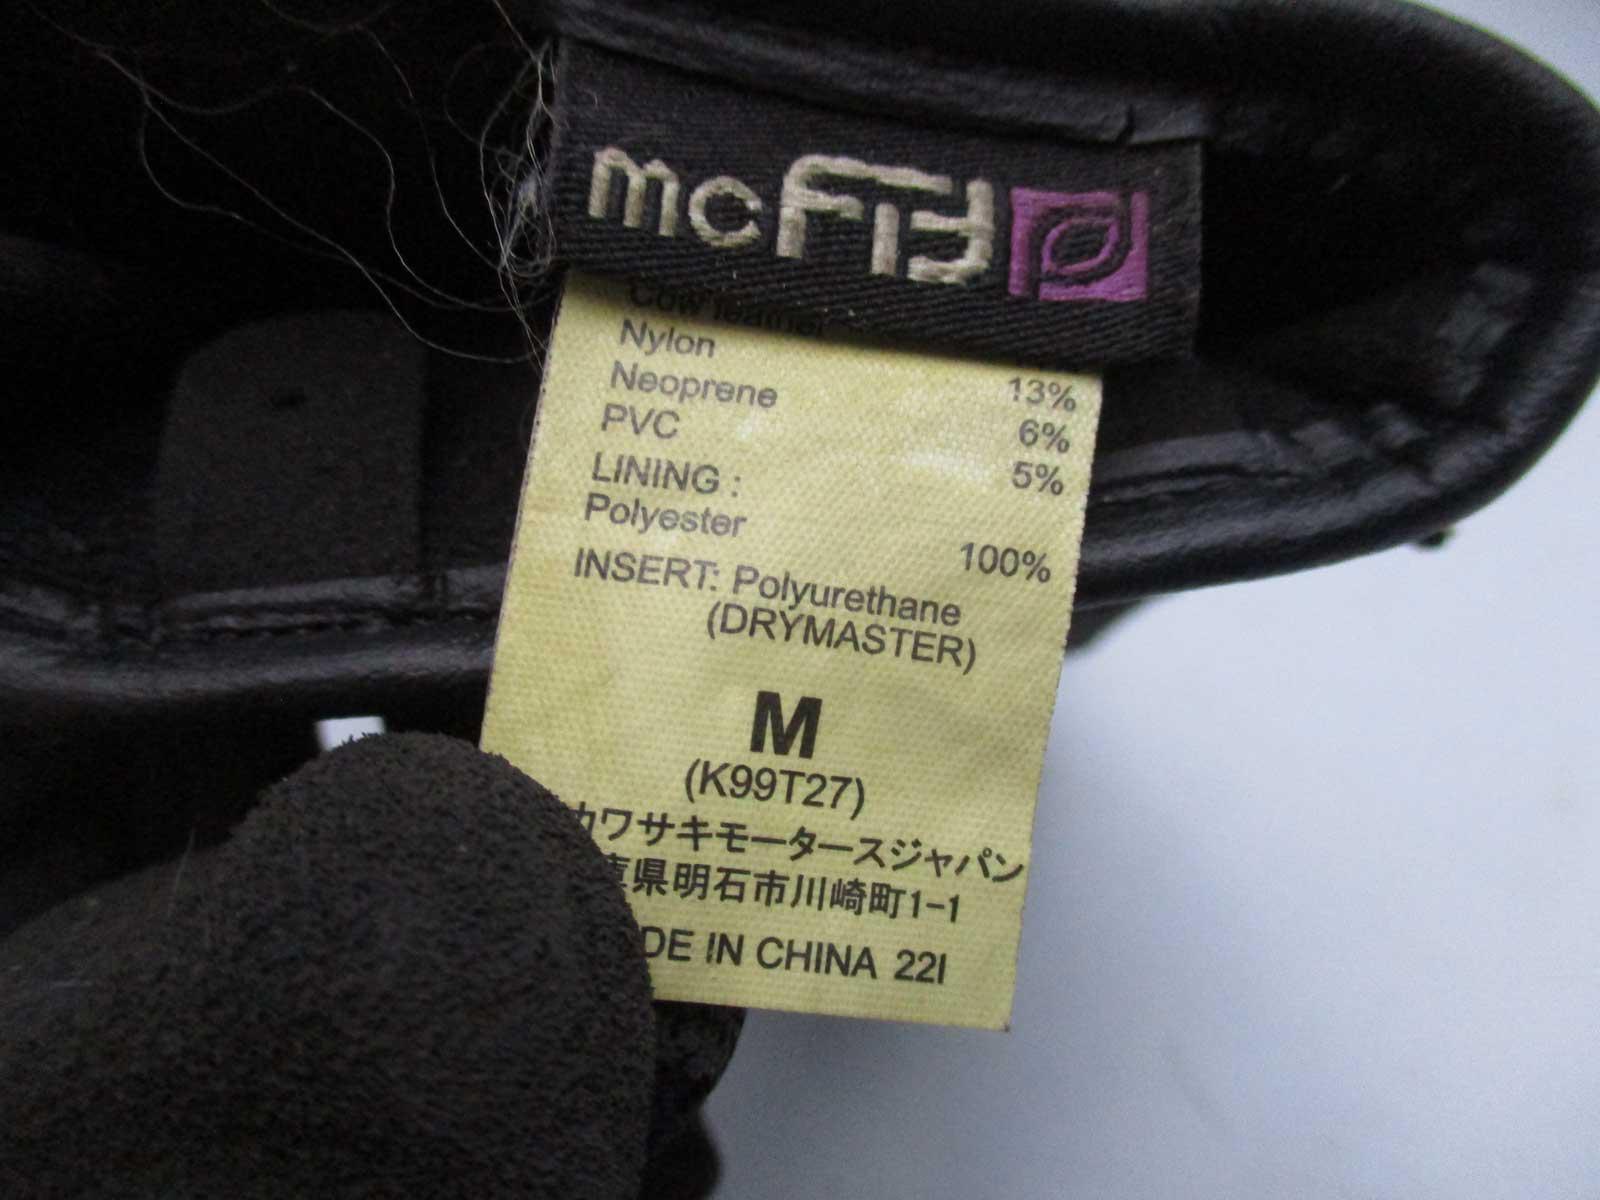 mcFit
Cow leather
Nylon 13%
Neoprene 6%
PVC 5%
LINING :
Polyester 100%
INSERT: Polyurethane
(DRYMASTER)
M
(K99T27)
カワサキモータースジャパン
県明石市川崎町1-1
DE IN CHINA 22I